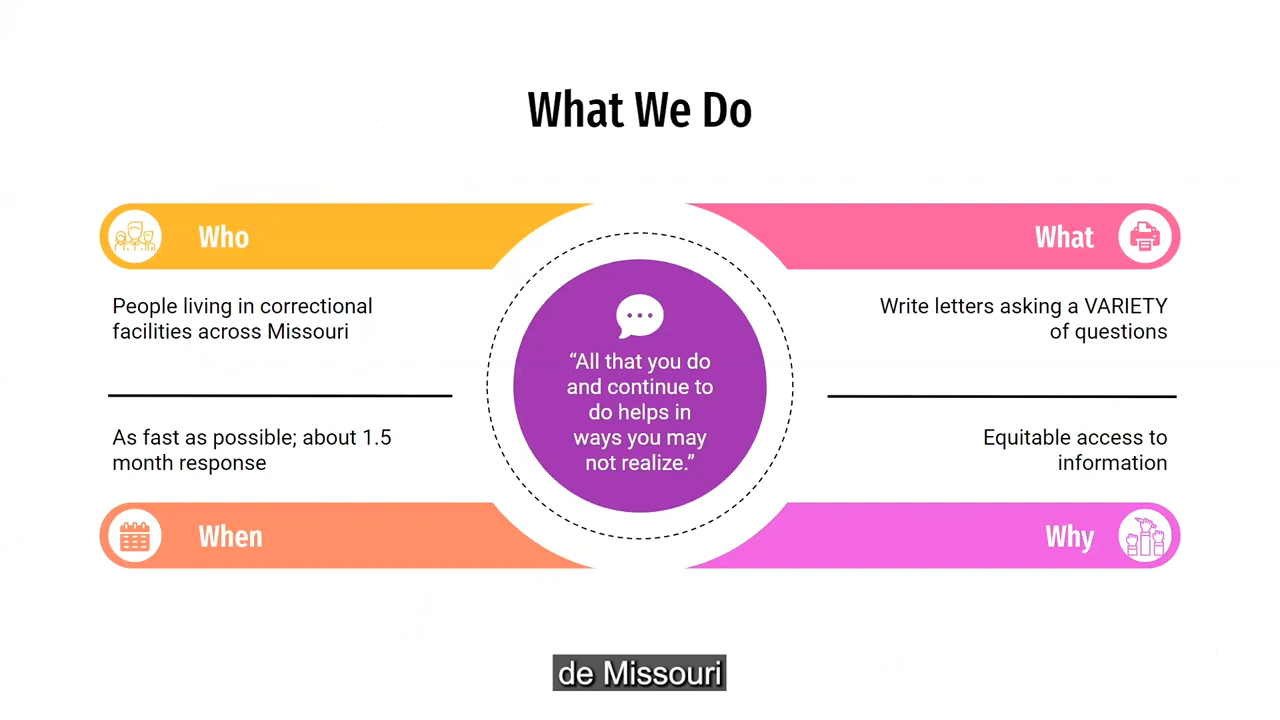 What We Do
Who
What
People living in correctional
facilities across Missouri
Write letters asking a VARIETY
of questions
“All that you do
and continue to
do helps in
ways you may
not realize.”
As fast as possible; about 1.5
month response
Equitable access to
information
When
Why
de Missouri